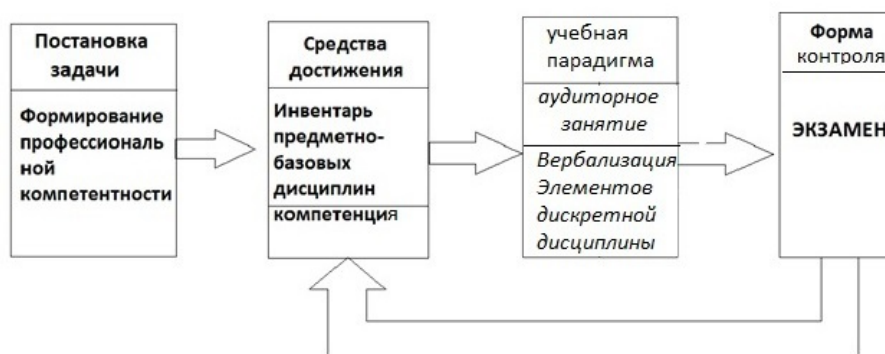 Постановка
задачи
Формирование
профессиональ
ной
компетентности
Средства
достижения
Инвентарь
предметно-
базовых
дисциплин
компетенция
учебная
парадигма
аудиторное
занятие
Вербализация
Элементов
дискретной
дисциплины
Форма
контроля
ЭКЗАМЕН